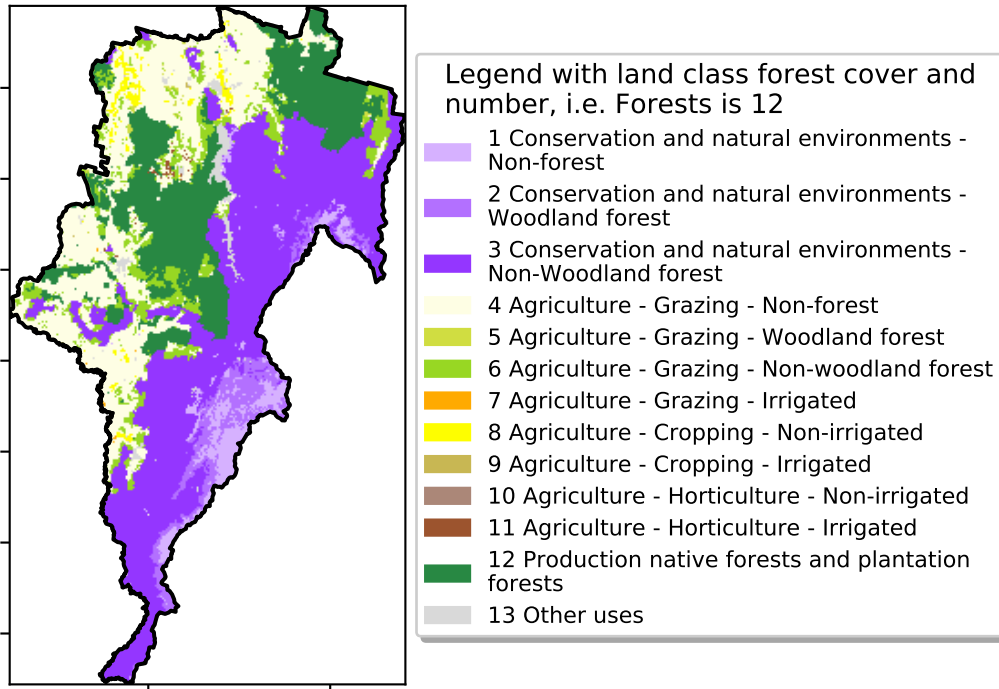 Legend with land class forest cover and
number, i.e. Forests is 12
1 Conservation and natural environments -
Non-forest
2 Conservation and natural environments -
Woodland forest
3 Conservation and natural environments -
Non-Woodland forest
4 Agriculture - Grazing - Non-forest
5 Agriculture - Grazing - Woodland forest
6 Agriculture - Grazing - Non-woodland forest
7 Agriculture - Grazing - Irrigated
8 Agriculture - Cropping - Non-irrigated
9 Agriculture - Cropping - Irrigated
10 Agriculture - Horticulture - Non-irrigated
11 Agriculture - Horticulture - Irrigated
12 Production native forests and plantation
forests
13 Other uses